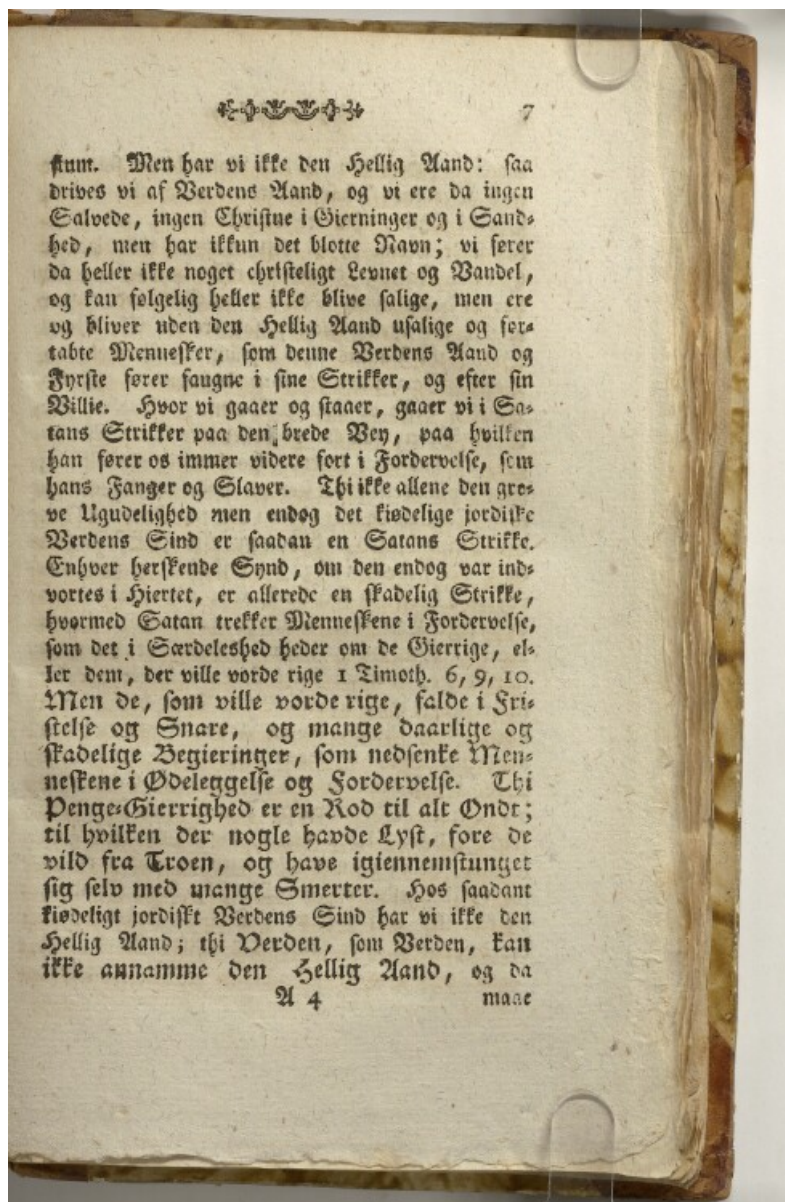 7
stum. Men har vi ikke den Hellig Aand: saa
drives vi af Verdens Aand, og vi ere da ingen
Salvede, ingen Christne i Gierninger og i Sand-
hed, men har ikkun det blotte Navn; vi fører
da heller ikke noget christeligt Levnet og Vandel,
og kan følgelig heller ikke blive salige, men ere
og bliver uden den Hellig Aand usalige og for-
tabte Mennesker, som denne Verdens Aand og
Fyrste fører fangne i sine Strikker, og efter sin
Villie. Hvor vi gaaer og staaer, gaaer vi i Sa-
tans Strikker paa den brede Vey, paa hvilken
han fører os immer videre fort i Fordervelse, som
hans Fanger og Slaver. Thi ikke allene den gro-
ve Ugudelighed men endog det kiødelige jordiske
Verdens Sind er saadan en Satans Strikke.
Enhver herskende Synd, om den endog var ind-
vortes i Hiertet, er allerede en skadelig Strikke,
hvormed Satan trekker Menneskene i Fordervelse,
som det i Særdeleshed heder om de Gierrige, el-
ler dem, der ville vorde rige 1 Timoth. 6, 9, 10.
Men de, som ville vorde rige, falde i Fri-
stelse og Snare, og mange daarlige og
skadelige Begieringer, som nedsenke Men-
neskene i Ødeleggelse og Fordervelse. Thi
Penge-Gierrighed er en Rod til alt Ondt;
til hvilken der nogle havde Lyst, fore de
vild fra Troen, og have igiennemstunget
sig selv med mange Smerter. Hos saadant
kiødeligt jordiskt Verdens Sind har vi ikke den
Hellig Aand; thi Verden, som Verden, kan
ikke annamme den Hellig Aand, og da
A 4 maae